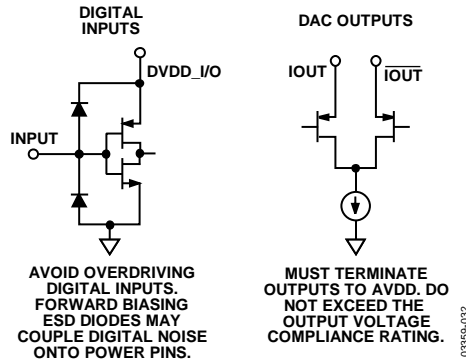 DIGITAL
INPUTS
DVDD_I/O
INPUT
AVOID OVERDRIVING
DIGITAL INPUTS.
FORWARD BIASING
ESD DIODES MAY
COUPLE DIGITAL NOISE
ONTO POWER PINS.
DAC OUTPUTS
IOUT
IOUT
MUST TERMINATE
OUTPUTS TO AVDD. DO
NOT EXCEED THE
OUTPUT VOLTAGE
COMPLIANCE RATING.
03359-032